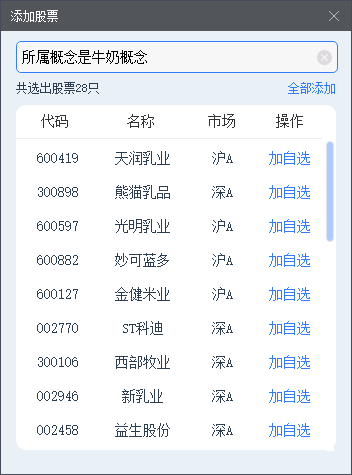 添加股票
所属概念是牛奶概念
共选出股票28只 全部添加
代码 名称 市场 操作
600419 天润乳业 沪A 加自选
300898 熊猫乳品 深A 加自选
600597 光明乳业 沪A 加自选
600882 妙可蓝多 沪A 加自选
600127 金健米业 沪A 加自选
002770 ST科迪 深A 加自选
300106 西部牧业 深A 加自选
002946 新乳业 深A 加自选
002458 益生股份 深A 加自选